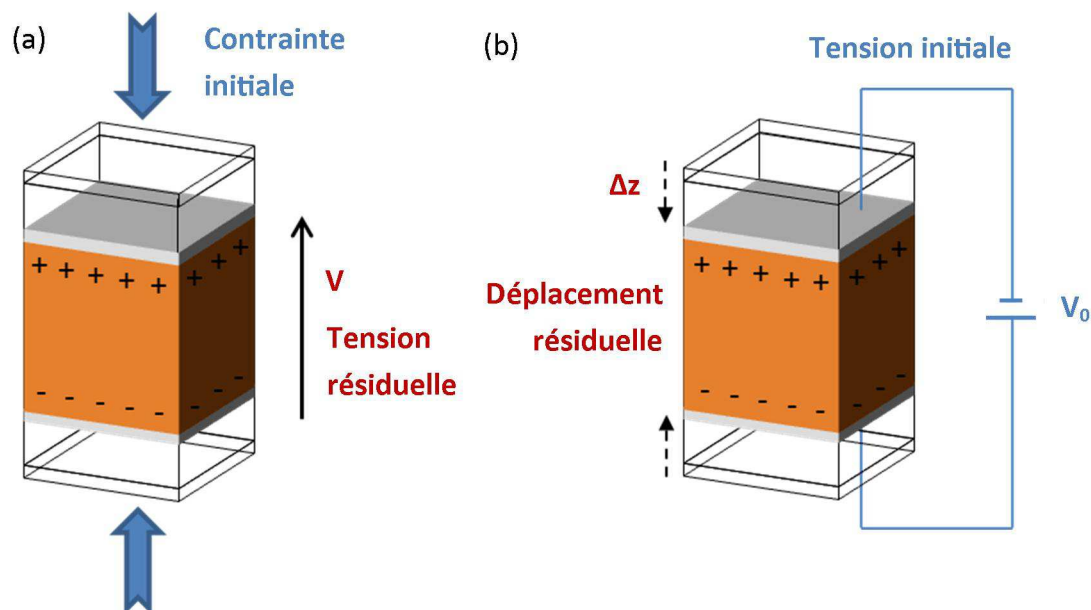 (a)
Contrainte
initiale
V
Tension
résiduelle
+ + + + + + + +
- - - - - - - -
(b)
Tension initiale
Δz
Déplacement
résiduelle
V₀
+ + + + + + + +
- - - - - - - -